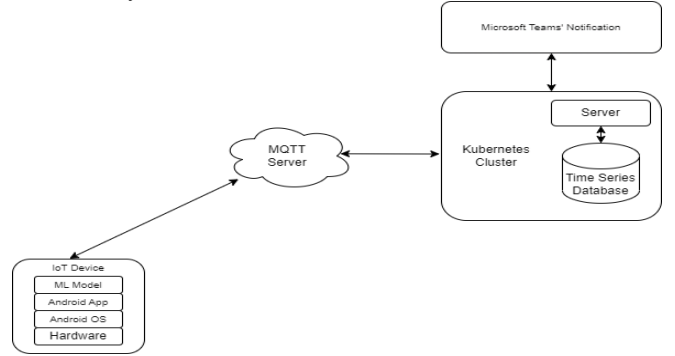 Microsoft Teams' Notification
Server
Kubernetes
Cluster
Time Series
Database
MQTT
Server
IoT Device
ML Model
Android App
Android OS
Hardware